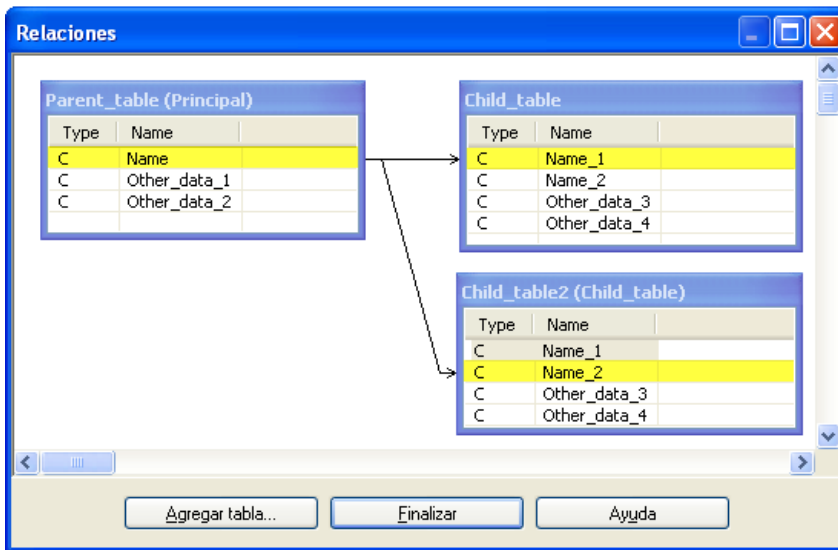 Relaciones
Parent_table (Principal)
Type Name
C Name
C Other_data_1
C Other_data_2
Child_table
Type Name
C Name_1
C Name_2
C Other_data_3
C Other_data_4
Child_table2 (Child_table)
Type Name
C Name_1
C Name_2
C Other_data_3
C Other_data_4
Agregar tabla... Finalizar Ayuda